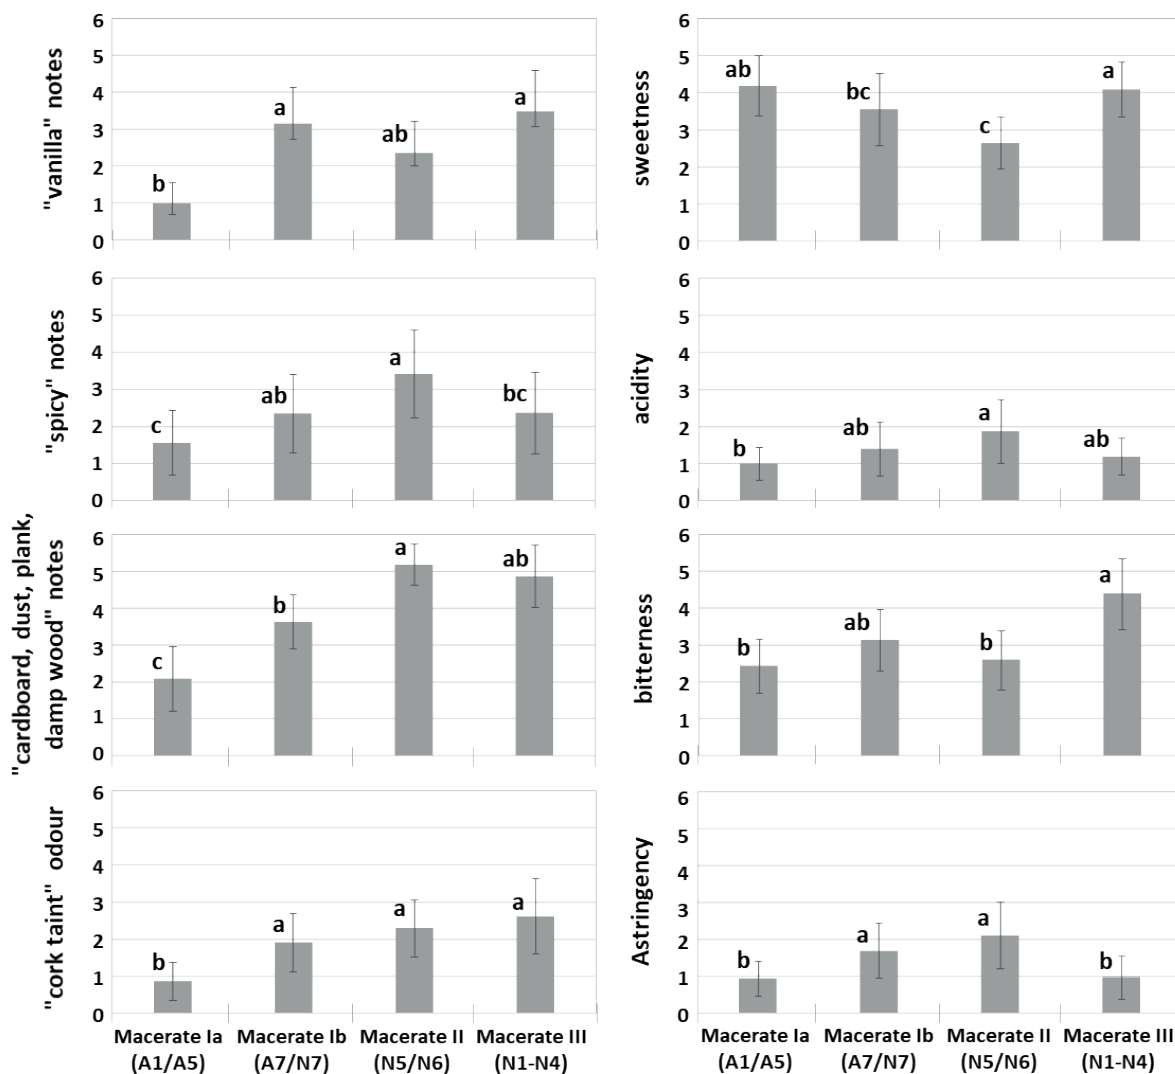 "vanilla" notes
6
5
4
3
2
1
0
b
a
ab
a
sweetness
6
5
4
3
2
1
0
ab
bc
c
a
"spicy" notes
6
5
4
3
2
1
0
c
ab
a
bc
acidity
6
5
4
3
2
1
0
b
ab
a
ab
"cardboard, dust, plank,
damp wood" notes
6
5
4
3
2
1
0
c
b
a
ab
bitterness
6
5
4
3
2
1
0
b
ab
b
a
"cork taint" odour
6
5
4
3
2
1
0
b
a
a
a
Astringency
6
5
4
3
2
1
0
b
a
a
b
Macerate Ia
(A1/A5)
Macerate Ib
(A7/N7)
Macerate II
(N5/N6)
Macerate III
(N1-N4)
Macerate Ia
(A1/A5)
Macerate Ib
(A7/N7)
Macerate II
(N5/N6)
Macerate III
(N1-N4)